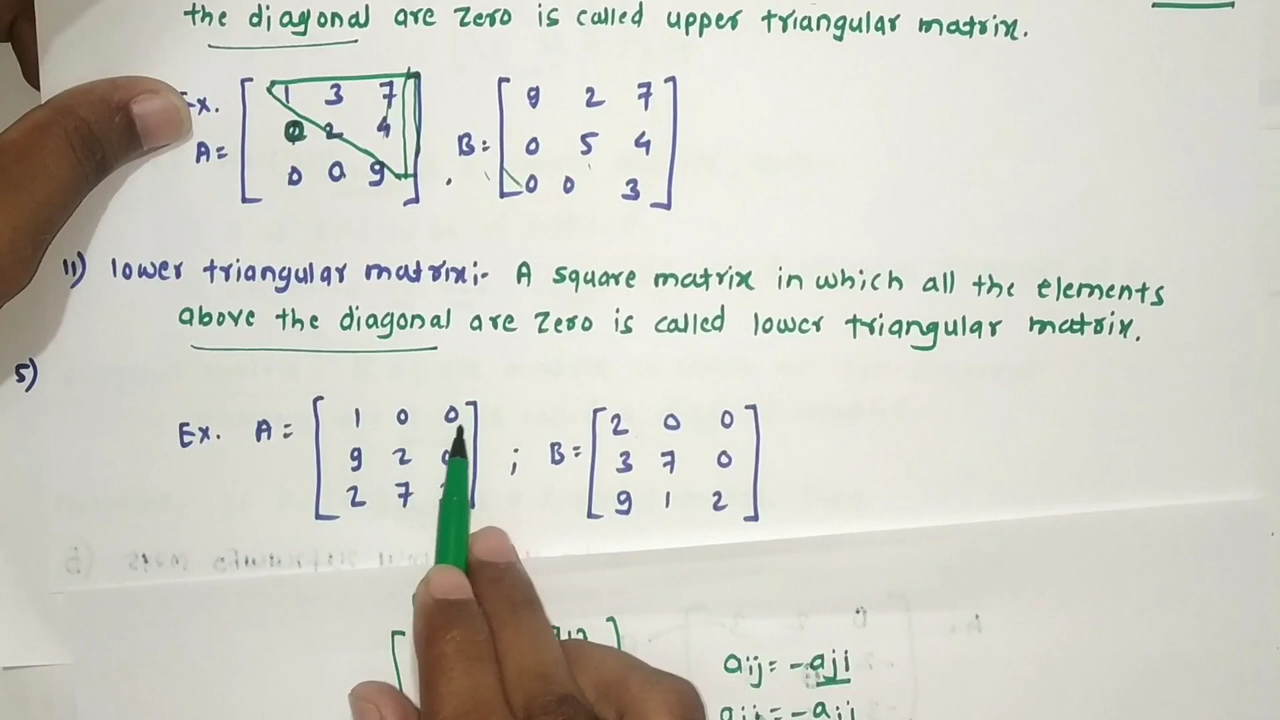 the diagonal are zero is called upper triangular matrix.
Ex.
A = [ 1 3 7
0 2 4
0 0 9 ] , B = [ 9 2 7
0 5 4
0 0 3 ]
11) lower triangular matrix:- A square matrix in which all the elements
above the diagonal are zero is called lower triangular matrix.
5)
Ex. A = [ 1 0 0
9 2 0
2 7 ] ; B = [ 2 0 0
3 7 0
9 1 2 ]
aij = -aji